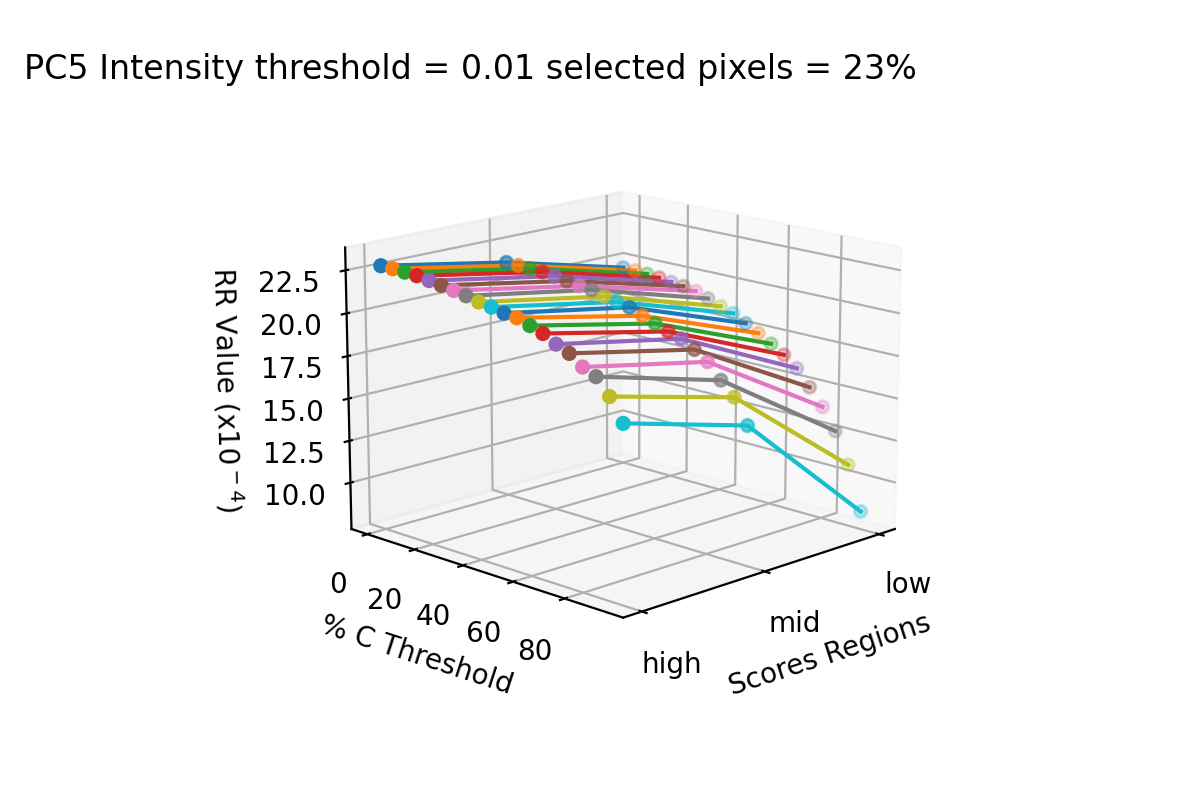 PC5 Intensity threshold = 0.01 selected pixels = 23%
RR Value (x10⁻⁴)
22.5
20.0
17.5
15.0
12.5
10.0
0
20
40
60
80
% C Threshold
high
mid
low
Scores Regions